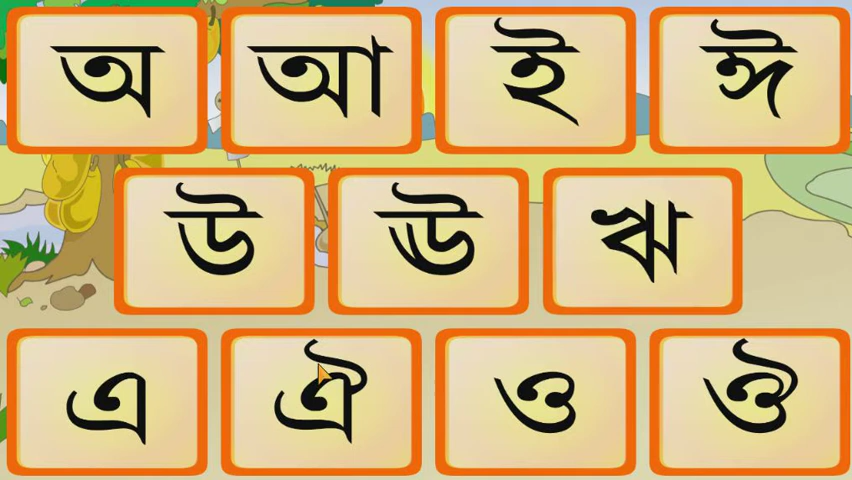 অ আ ই ঈ
উ ঊ ঋ
এ ঐ ও ঔ